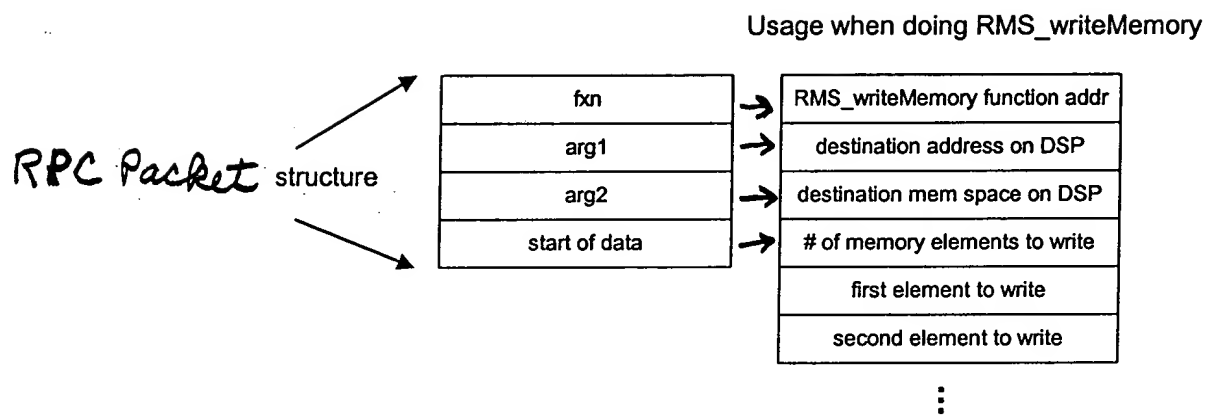 Usage when doing RMS_writeMemory
RPC Packet structure
fxn
arg1
arg2
start of data
RMS_writeMemory function addr
destination address on DSP
destination mem space on DSP
# of memory elements to write
first element to write
second element to write
⋮